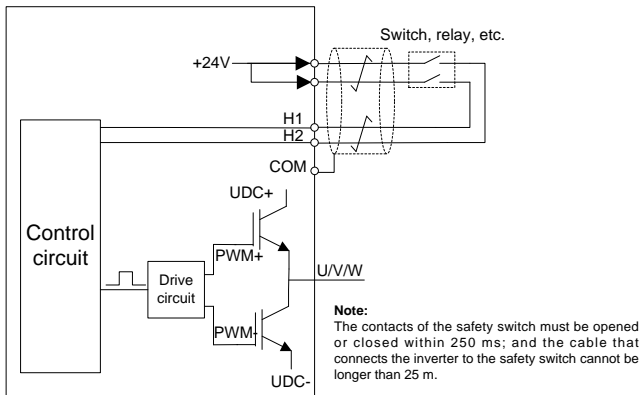 Switch, relay, etc.
+24V
H1
H2
COM
UDC+
Control
circuit
PWM+
U/V/W
Drive
circuit
PWM-
UDC-
Note:
The contacts of the safety switch must be opened
or closed within 250 ms; and the cable that
connects the inverter to the safety switch cannot be
longer than 25 m.